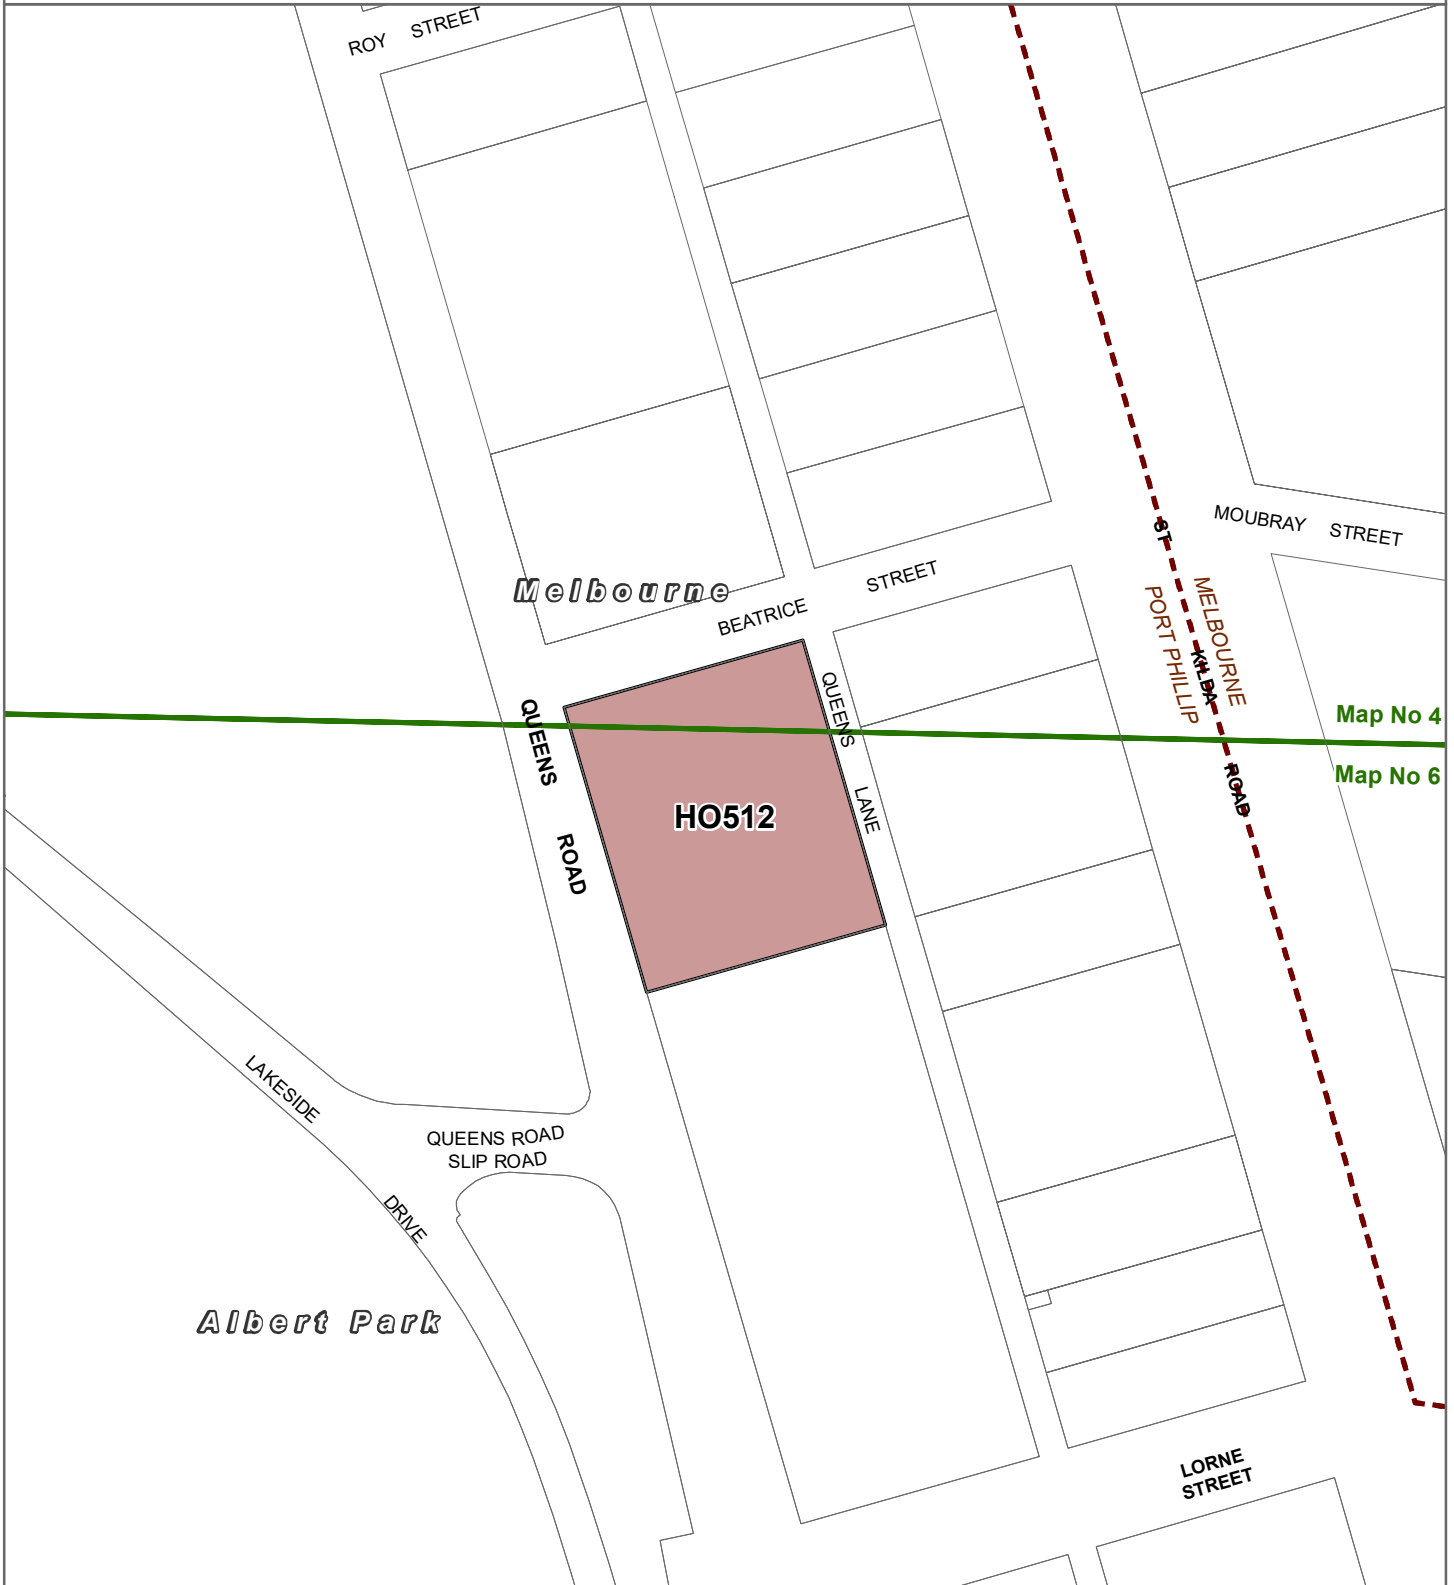 ROY STREET
MOUBRAY STREET
ST
KILDA
ROAD
MELBOURNE
PORT PHILLIP
Melbourne
BEATRICE STREET
QUEENS
LANE
QUEENS
ROAD
Map No 4
Map No 6
HO512
LAKESIDE
DRIVE
QUEENS ROAD
SLIP ROAD
Albert Park
LORNE
STREET